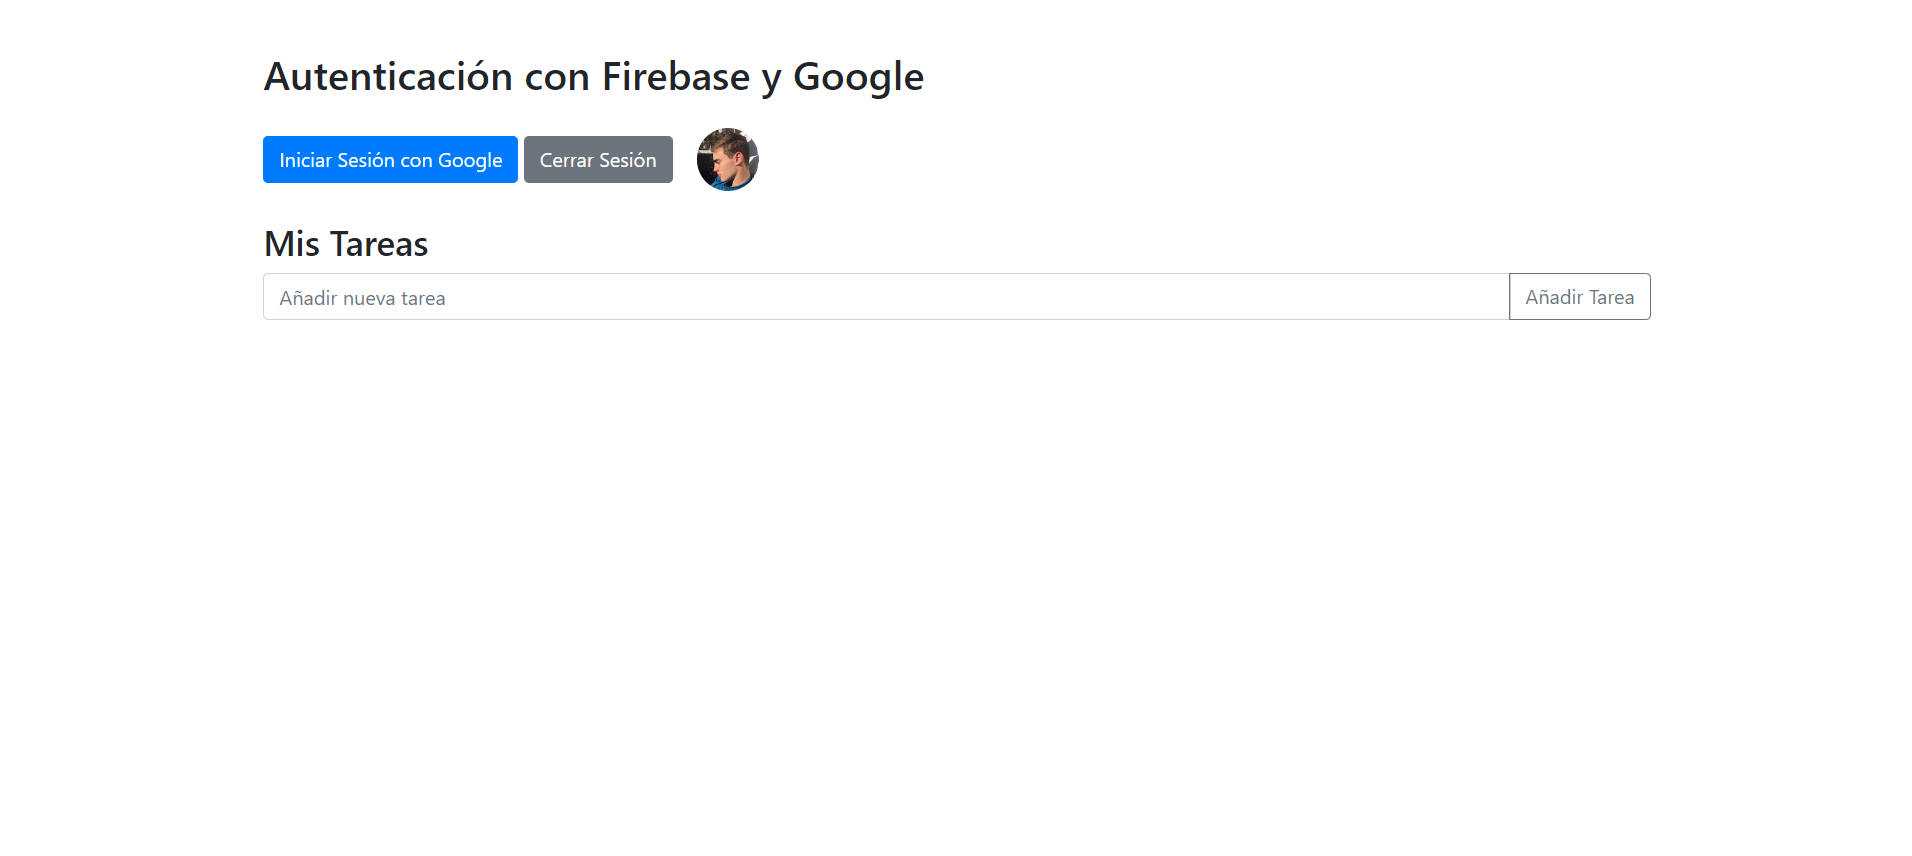 Autenticación con Firebase y Google
Iniciar Sesión con Google Cerrar Sesión
Mis Tareas
Añadir nueva tarea Añadir Tarea